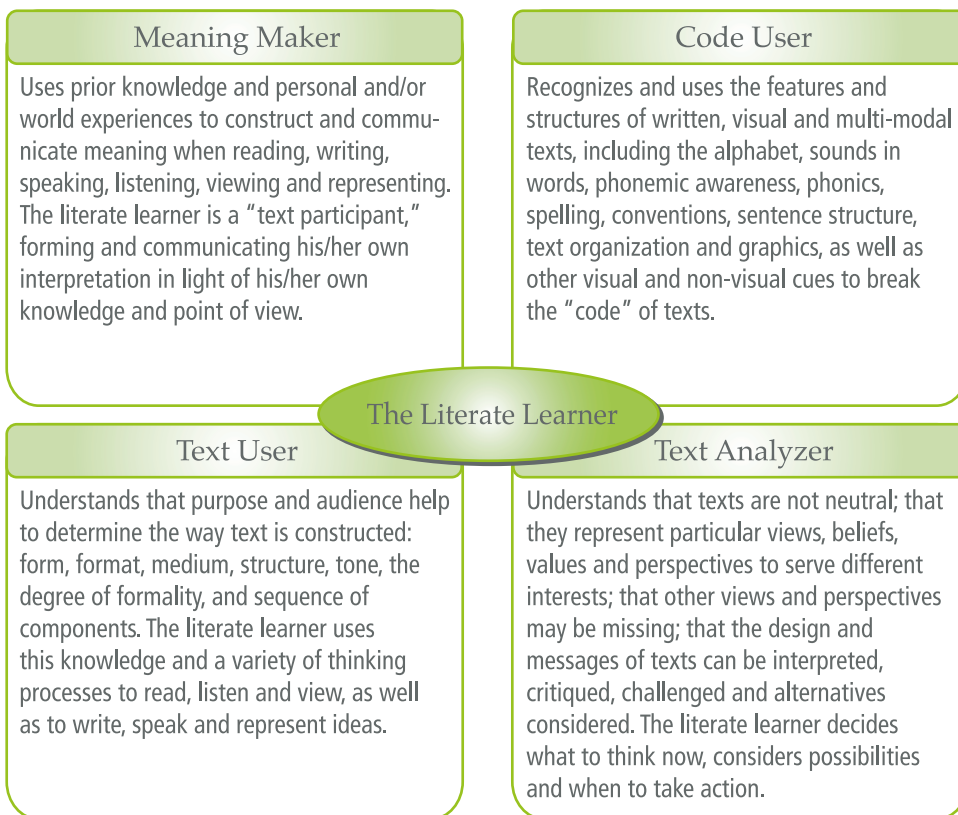 Meaning Maker
Uses prior knowledge and personal and/or
world experiences to construct and commu-
nicate meaning when reading, writing,
speaking, listening, viewing and representing.
The literate learner is a “text participant,”
forming and communicating his/her own
interpretation in light of his/her own
knowledge and point of view.
Code User
Recognizes and uses the features and
structures of written, visual and multi-modal
texts, including the alphabet, sounds in
words, phonemic awareness, phonics,
spelling, conventions, sentence structure,
text organization and graphics, as well as
other visual and non-visual cues to break
the “code” of texts.
The Literate Learner
Text User
Understands that purpose and audience help
to determine the way text is constructed:
form, format, medium, structure, tone, the
degree of formality, and sequence of
components. The literate learner uses
this knowledge and a variety of thinking
processes to read, listen and view, as well
as to write, speak and represent ideas.
Text Analyzer
Understands that texts are not neutral; that
they represent particular views, beliefs,
values and perspectives to serve different
interests; that other views and perspectives
may be missing; that the design and
messages of texts can be interpreted,
critiqued, challenged and alternatives
considered. The literate learner decides
what to think now, considers possibilities
and when to take action.